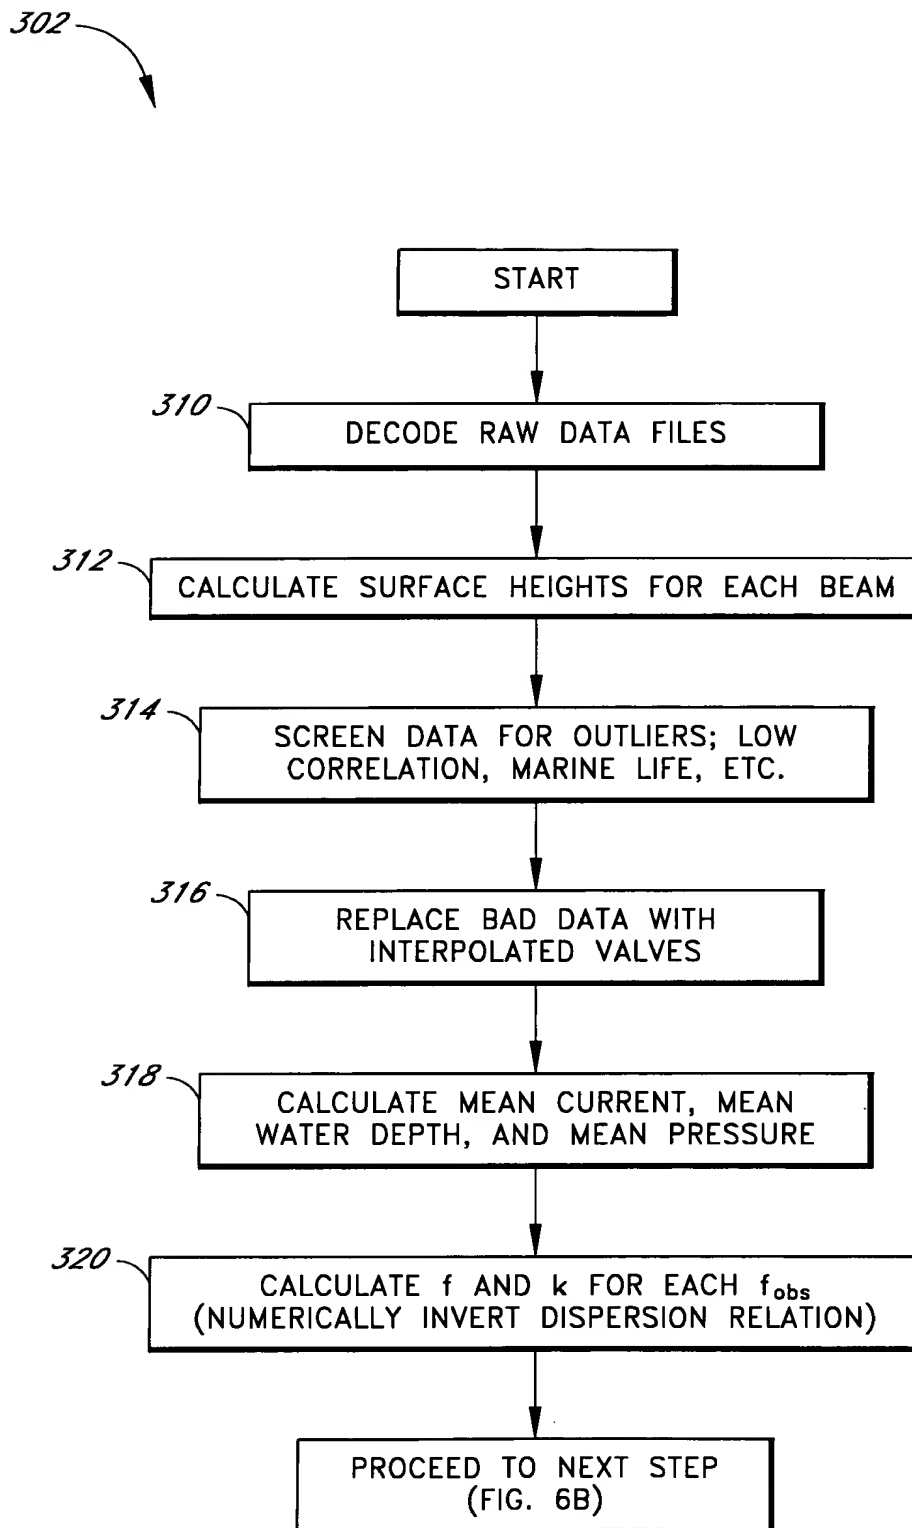 302
START
310
DECODE RAW DATA FILES
312
CALCULATE SURFACE HEIGHTS FOR EACH BEAM
314
SCREEN DATA FOR OUTLIERS; LOW
CORRELATION, MARINE LIFE, ETC.
316
REPLACE BAD DATA WITH
INTERPOLATED VALVES
318
CALCULATE MEAN CURRENT, MEAN
WATER DEPTH, AND MEAN PRESSURE
320
CALCULATE f AND k FOR EACH fobs
(NUMERICALLY INVERT DISPERSION RELATION)
PROCEED TO NEXT STEP
(FIG. 6B)